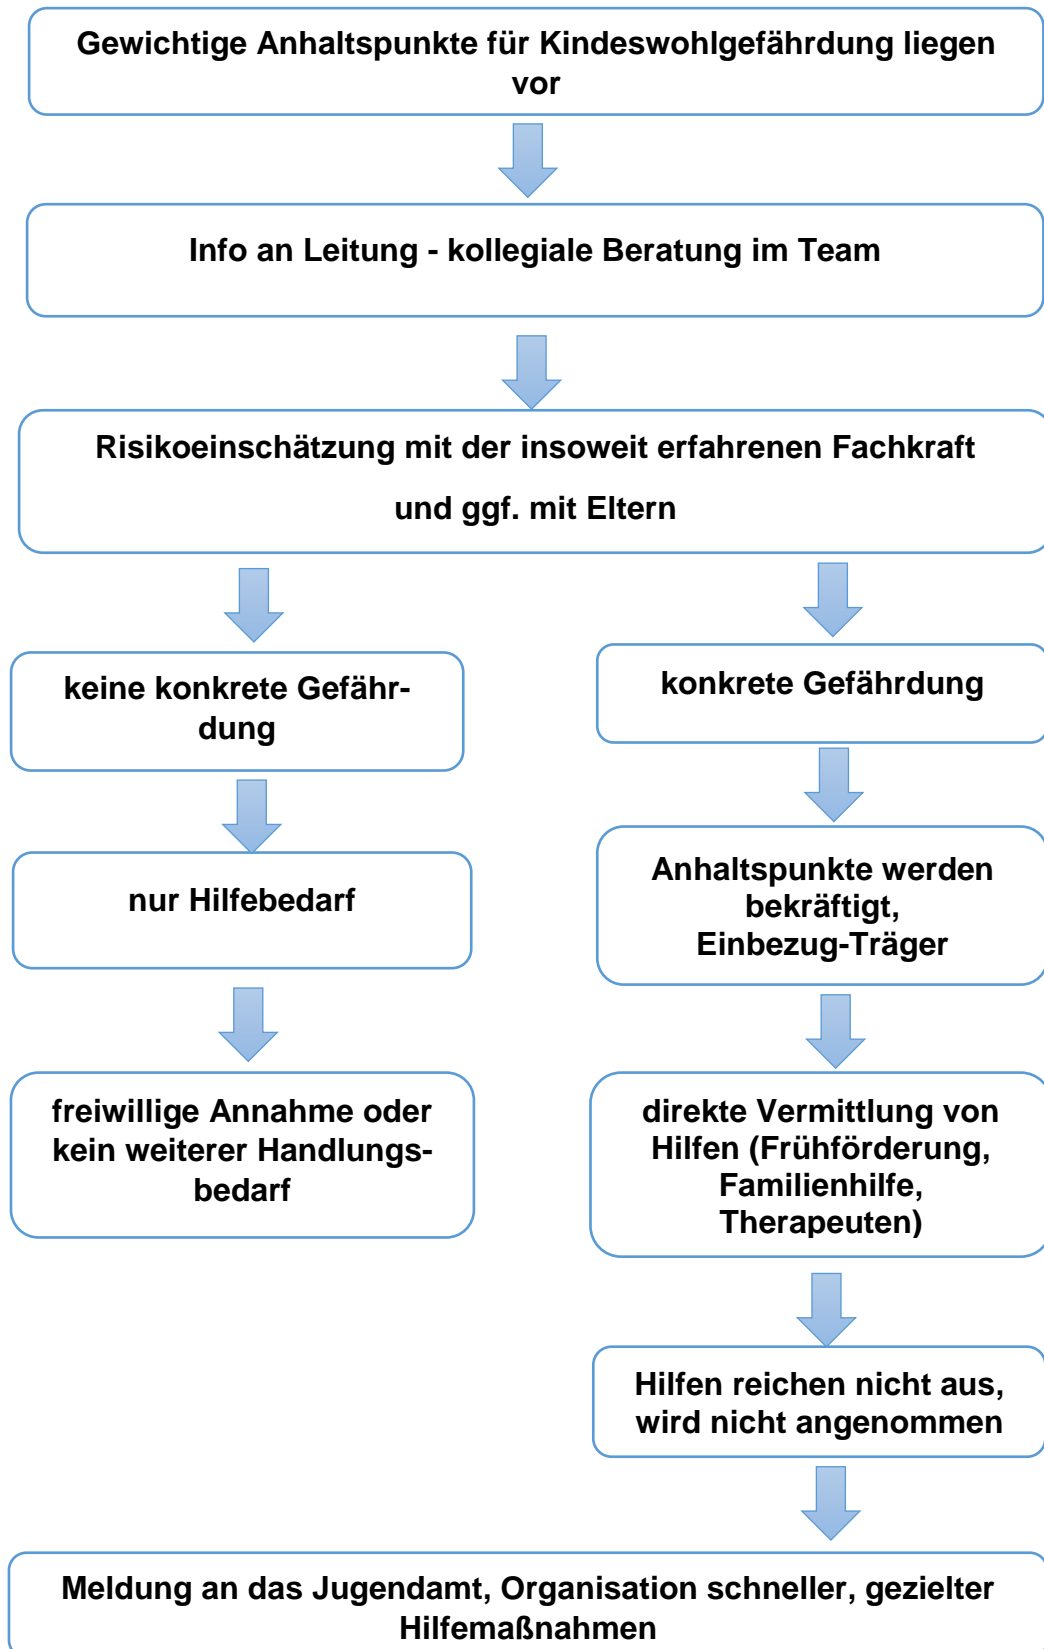 Gewichtige Anhaltspunkte für Kindeswohlgefährdung liegen
vor
Info an Leitung - kollegiale Beratung im Team
Risikoeinschätzung mit der insoweit erfahrenen Fachkraft
und ggf. mit Eltern
keine konkrete Gefähr-
dung
nur Hilfebedarf
freiwillige Annahme oder
kein weiterer Handlungs-
bedarf
konkrete Gefährdung
Anhaltspunkte werden
bekräftigt,
Einbezug-Träger
direkte Vermittlung von
Hilfen (Frühförderung,
Familienhilfe,
Therapeuten)
Hilfen reichen nicht aus,
wird nicht angenommen
Meldung an das Jugendamt, Organisation schneller, gezielter
Hilfemaßnahmen